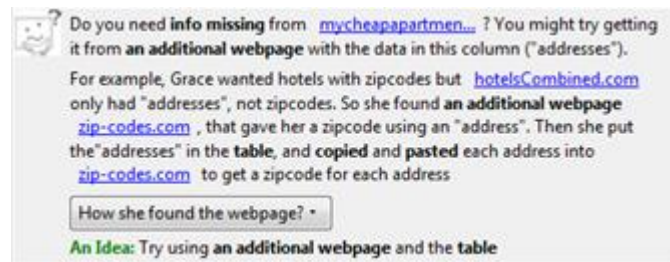 Do you need info missing from mycheapapartmen... ? You might try getting
it from an additional webpage with the data in this column ("addresses").
For example, Grace wanted hotels with zipcodes but hotelsCombined.com
only had "addresses", not zipcodes. So she found an additional webpage
zip-codes.com , that gave her a zipcode using an "address". Then she put
the"addresses" in the table, and copied and pasted each address into
zip-codes.com to get a zipcode for each address
How she found the webpage?
An Idea: Try using an additional webpage and the table